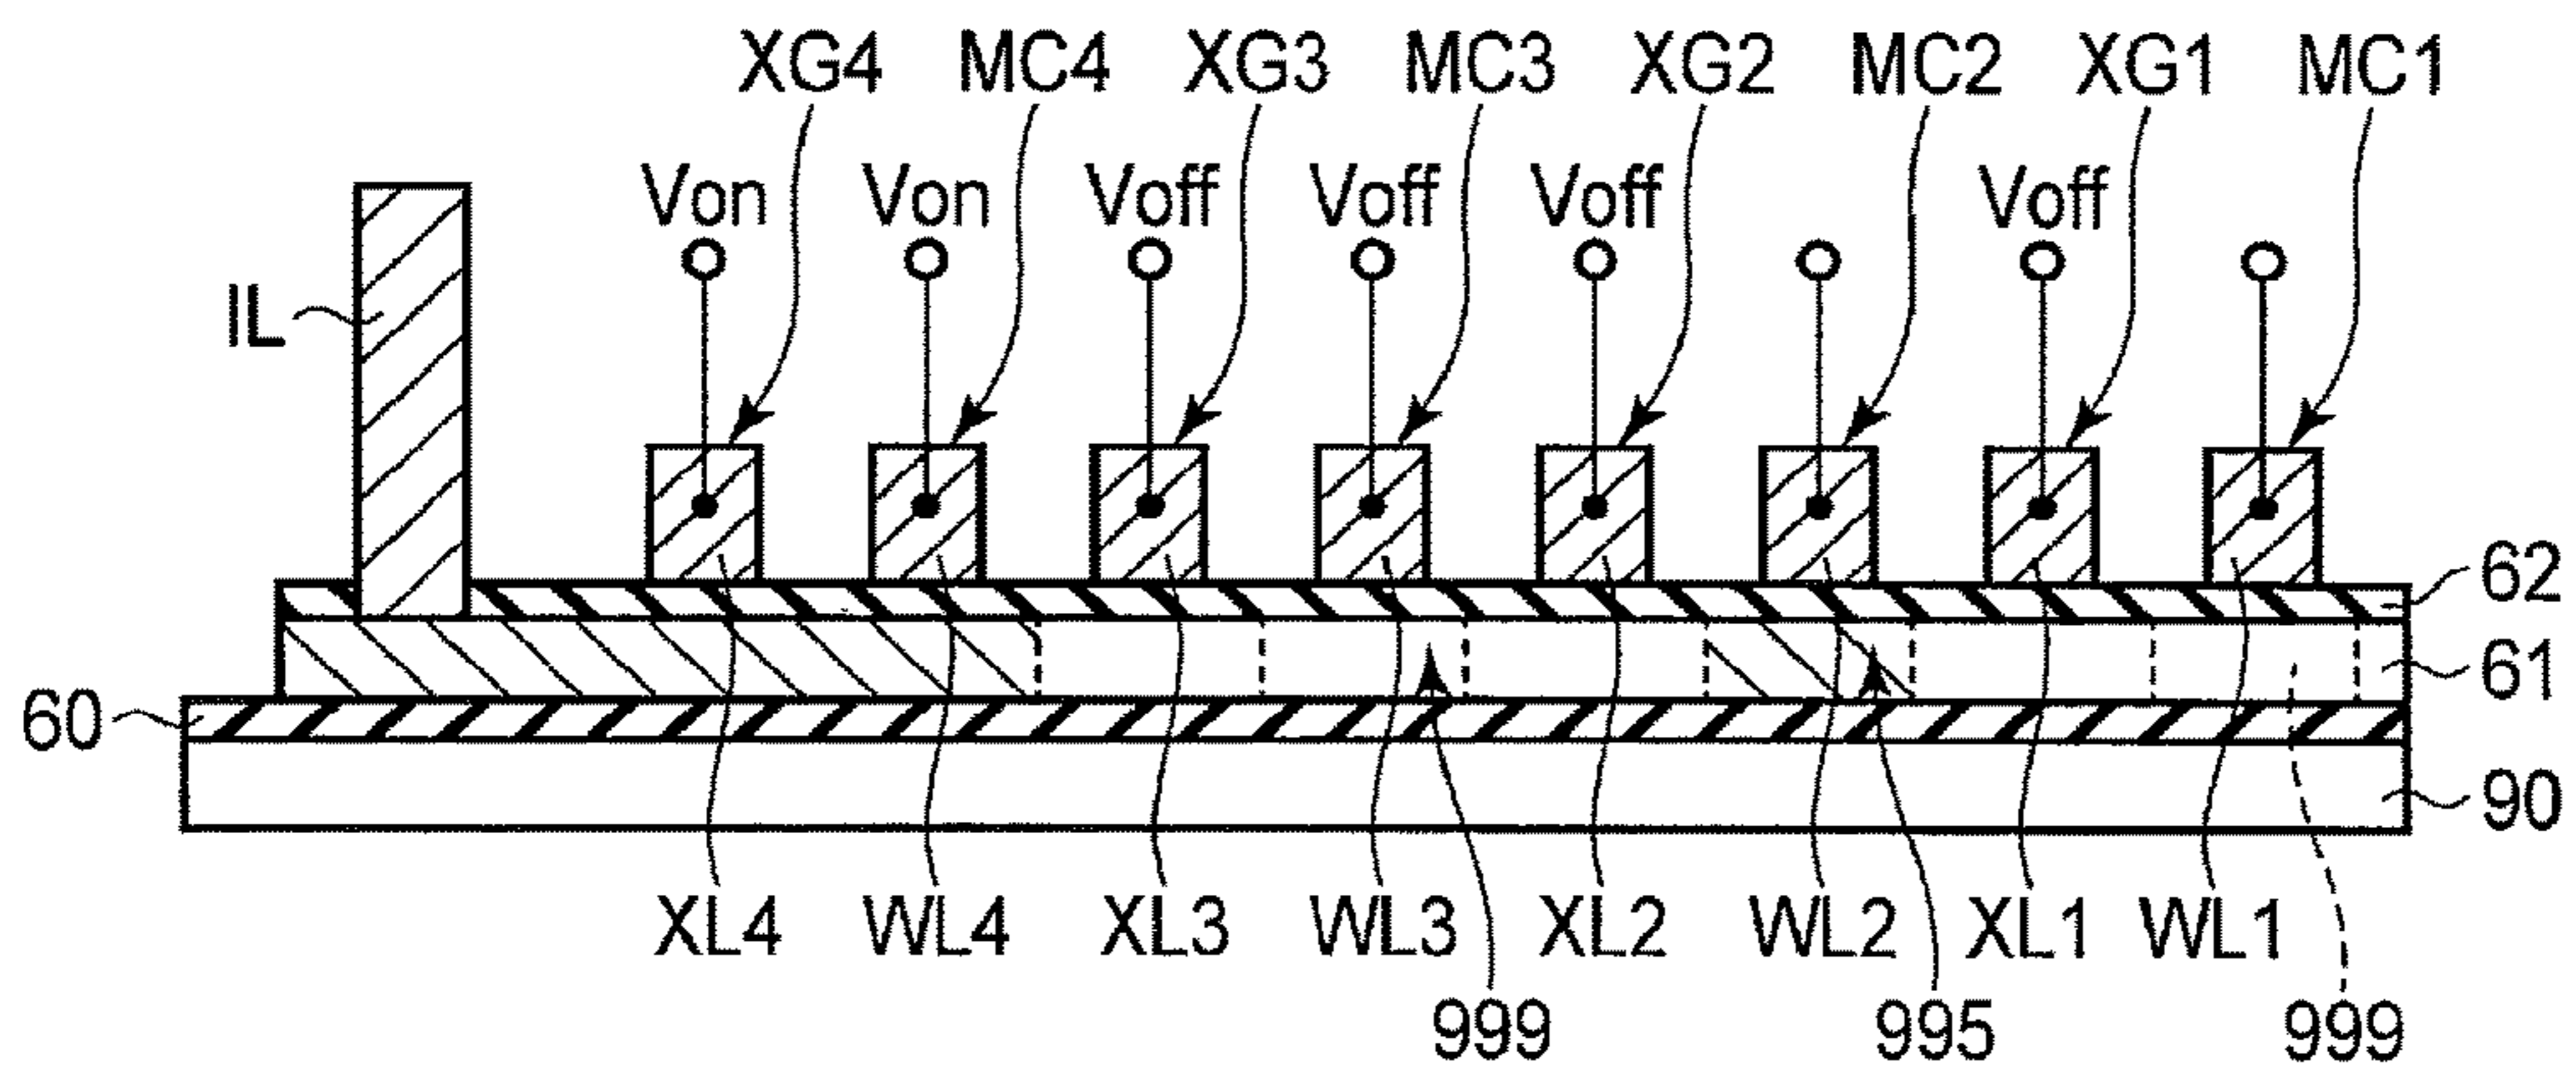 XG4 MC4 XG3 MC3 XG2 MC2 XG1 MC1
Von Von Voff Voff Voff Voff
IL
62
61
60
90
XL4 WL4 XL3 WL3 XL2 WL2 XL1 WL1
999 995 999